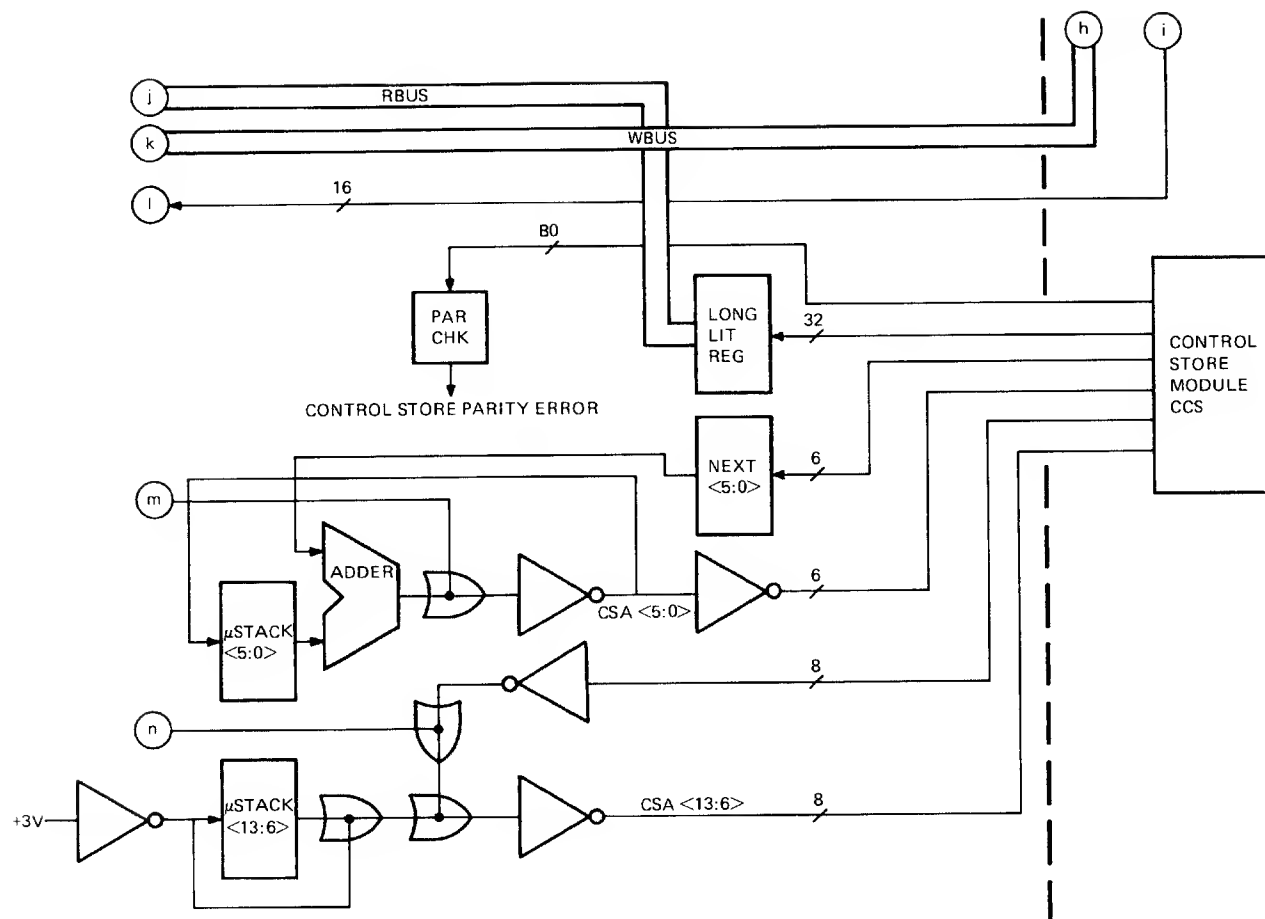 h
i
j
RBUS
k
WBUS
l
16
B0
PAR
CHK
LONG
LIT
REG
32
CONTROL
STORE
MODULE
CCS
CONTROL STORE PARITY ERROR
NEXT
<5:0>
6
m
ADDER
μSTACK
<5:0>
CSA <5:0>
6
8
n
+3V
μSTACK
<13:6>
CSA <13:6>
8